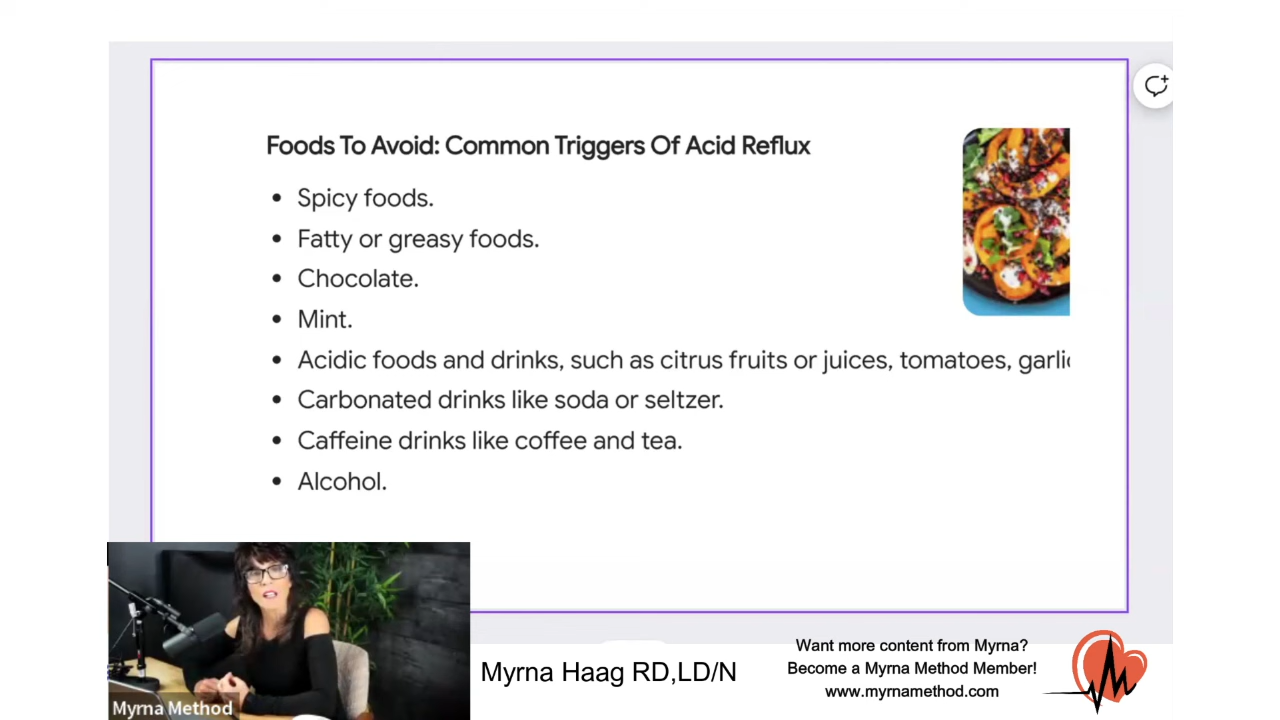 Foods To Avoid: Common Triggers Of Acid Reflux
• Spicy foods.
• Fatty or greasy foods.
• Chocolate.
• Mint.
• Acidic foods and drinks, such as citrus fruits or juices, tomatoes,
• Carbonated drinks like soda or seltzer.
• Caffeine drinks like coffee and tea.
• Alcohol.
Myrna Method
Myrna Haag RD,LD/N
Want more content from Myrna?
Become a Myrna Method Member!
www.myrnamethod.com